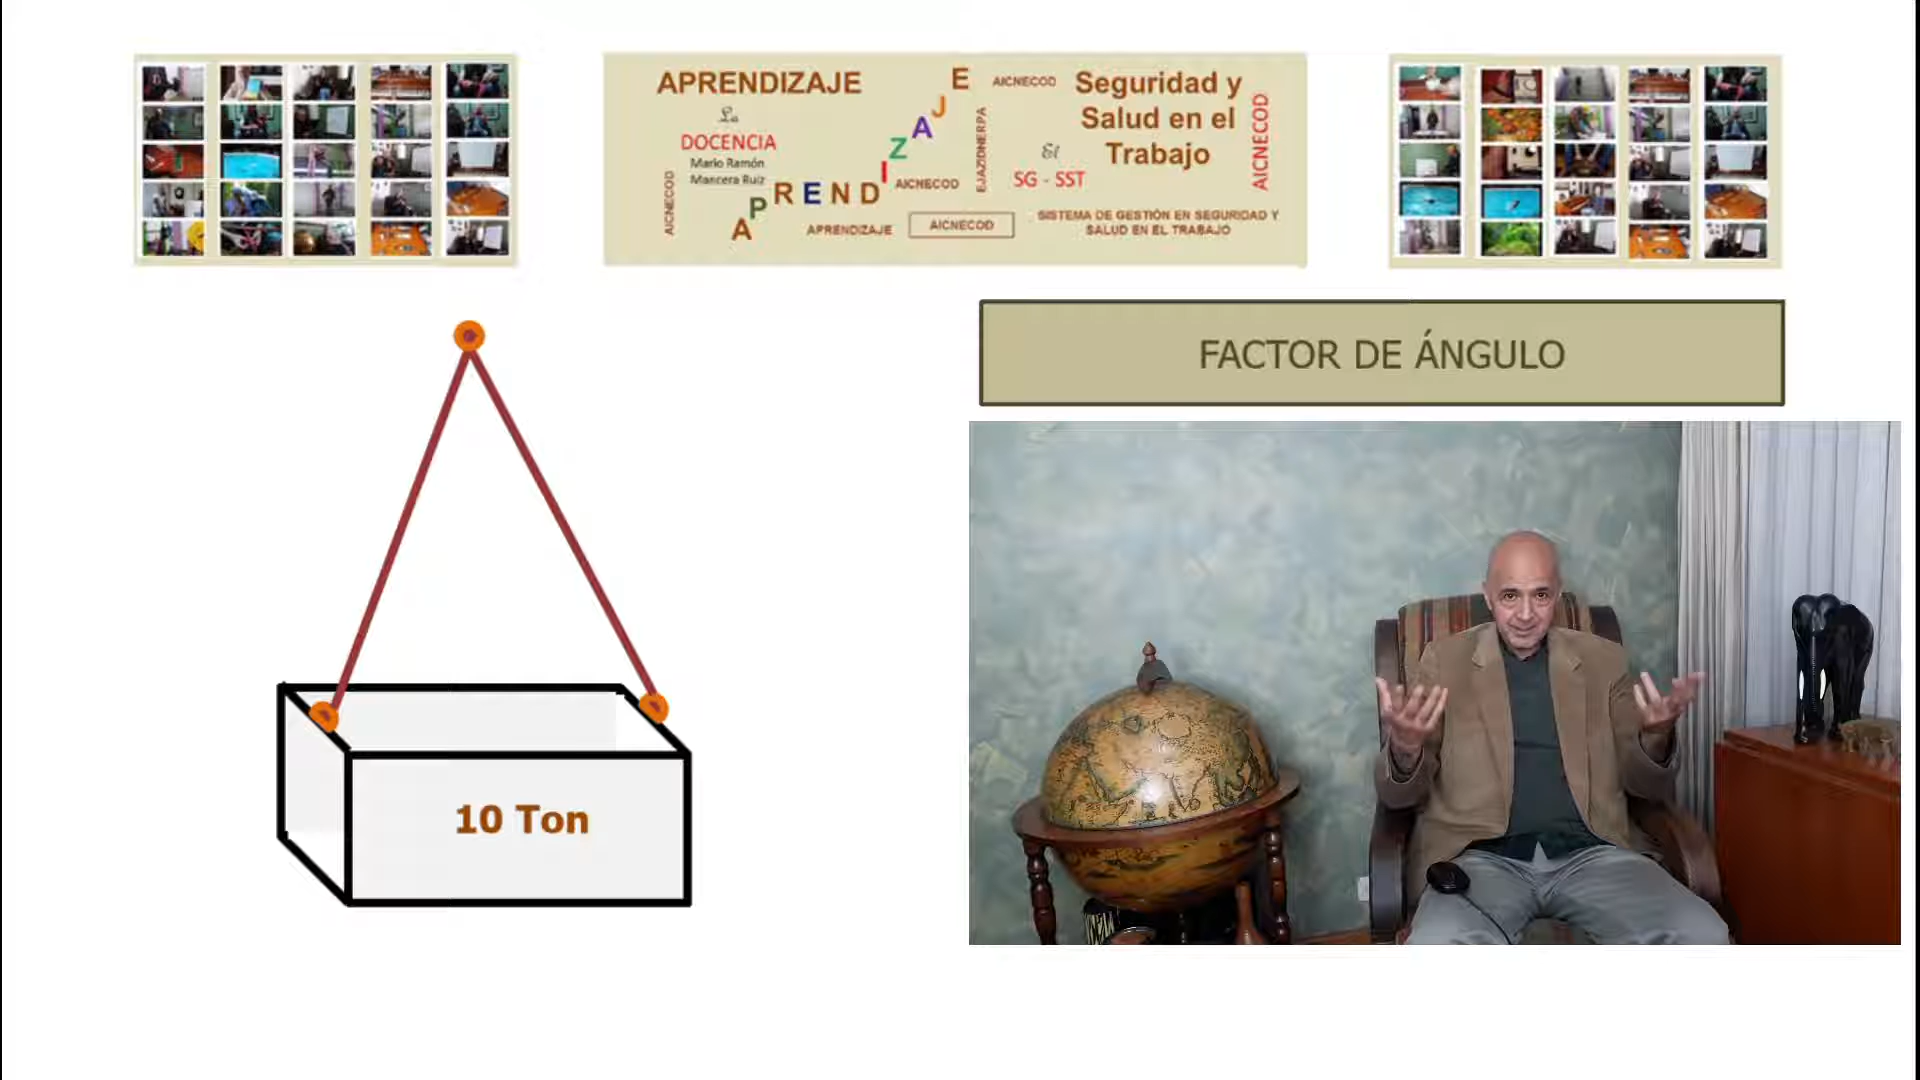 APRENDIZAJE
La
DOCENCIA
Mario Ramón
Mancera Ruiz
AICNECOD
APRENDIZAJE
APRENDIZAJE
AICNECOD
AICNECOD
AICNECOD
EJAZIDNERPA
El
SG - SST
Seguridad y
Salud en el
Trabajo
AICNECOD
SISTEMA DE GESTIÓN EN SEGURIDAD Y
SALUD EN EL TRABAJO
FACTOR DE ÁNGULO
10 Ton